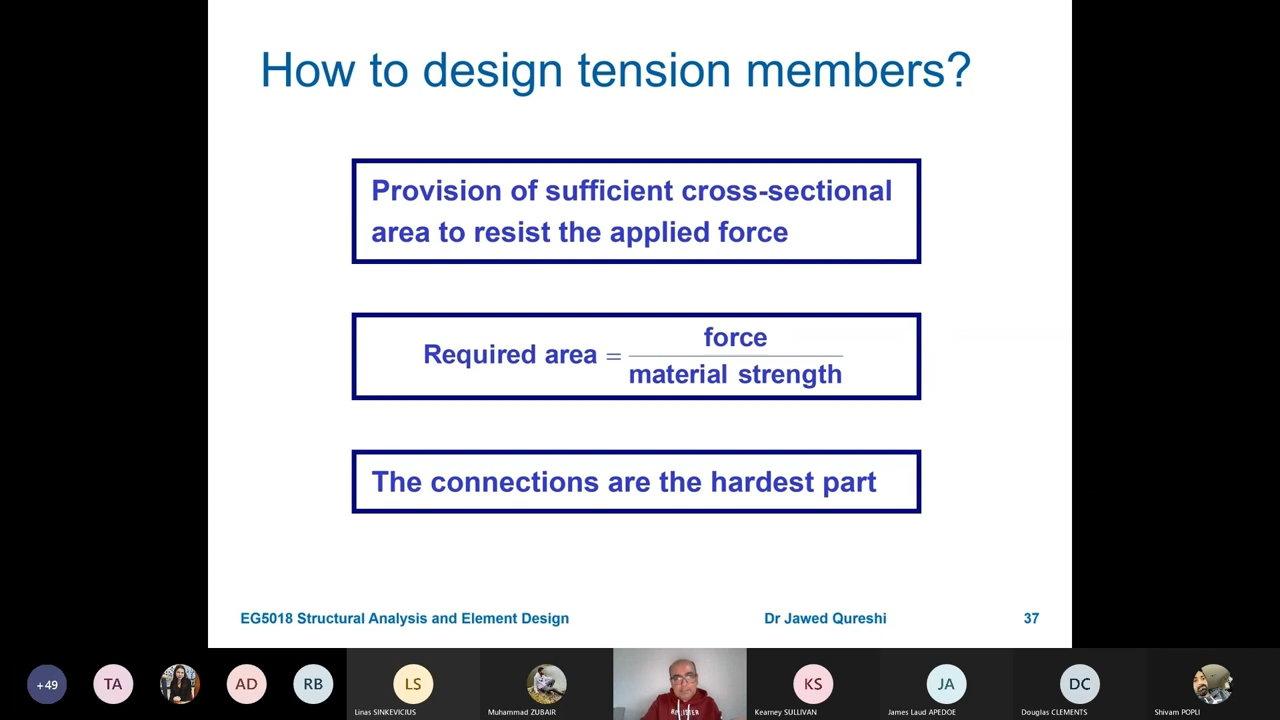 How to design tension members?
Provision of sufficient cross-sectional
area to resist the applied force
Required area = force
material strength
The connections are the hardest part
EG5018 Structural Analysis and Element Design
Dr Jawed Qureshi
37
+49
TA
AD
RB
LS
KS
JA
DC
Linas SINKEVICIUS
Muhammad ZUBAIR
Kearney SULLIVAN
James Laud APEDOE
Douglas CLEMENTS
Shivam POPLI